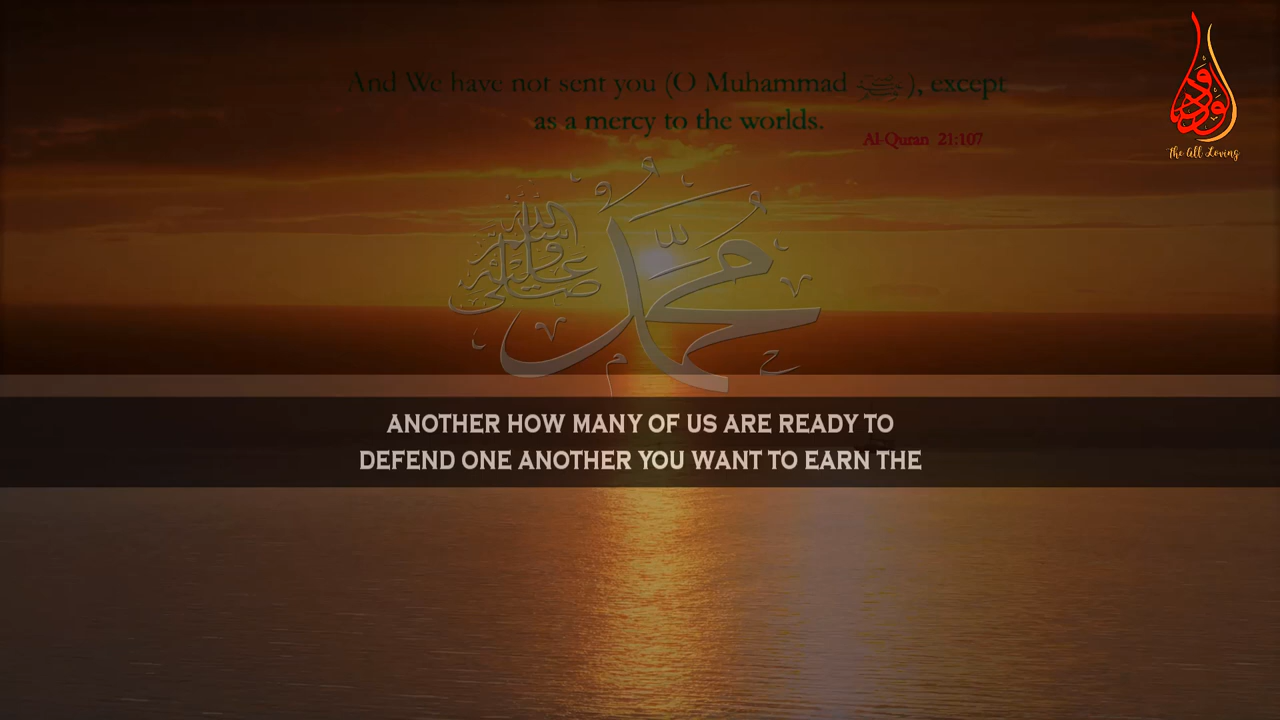 And We have not sent you (O Muhammad ﷺ), except
as a mercy to the worlds.
Al-Quran 21:107
الودود
The All Loving
محمد
صلى الله عليه وسلم
ANOTHER HOW MANY OF US ARE READY TO
DEFEND ONE ANOTHER YOU WANT TO EARN THE